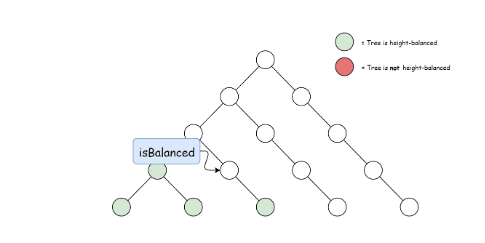 = Tree is height-balanced
= Tree is not height-balanced
isBalanced